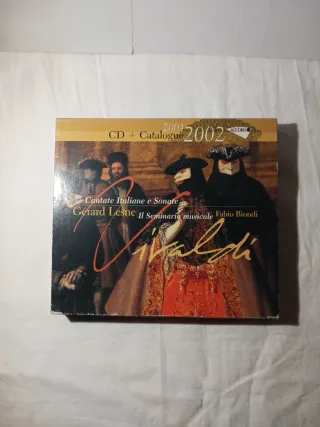 2001
CD + Catalogue 2002
Cantate Italiane e Sonate
Gérard Lesne Il Seminario musicale Fabio Biondi
Vivaldi